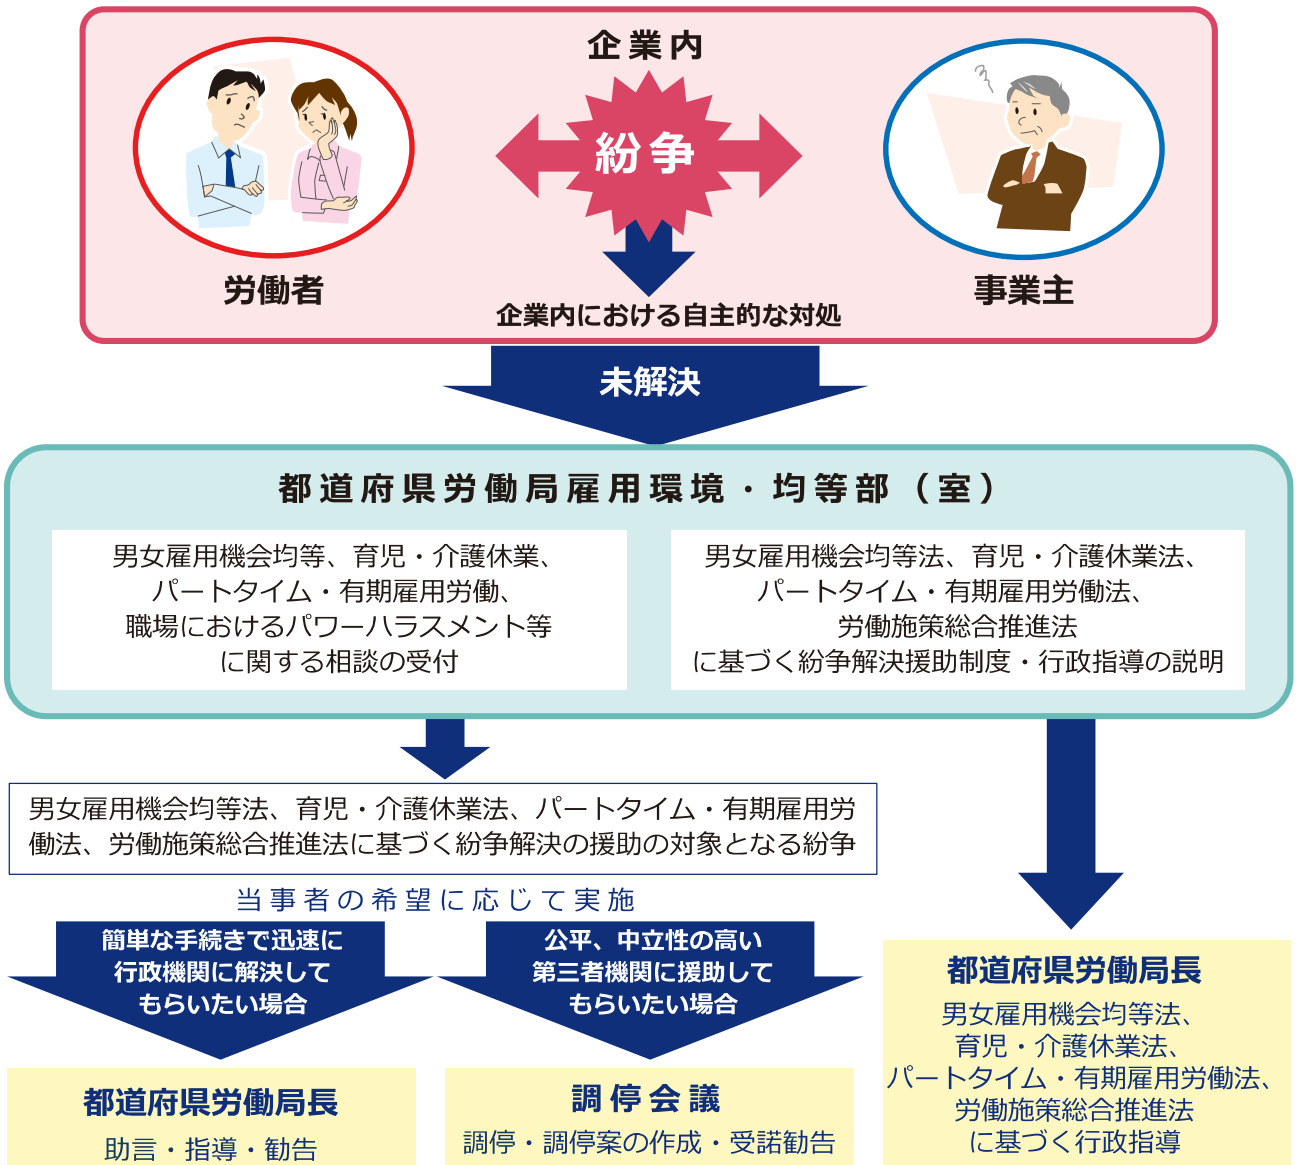 企業内
紛争
労働者
事業主
企業内における自主的な対処
未解決
都道府県労働局雇用環境・均等部（室）
男女雇用機会均等、育児・介護休業、
パートタイム・有期雇用労働、
職場におけるパワーハラスメント等
に関する相談の受付
男女雇用機会均等法、育児・介護休業法、
パートタイム・有期雇用労働法、
労働施策総合推進法
に基づく紛争解決援助制度・行政指導の説明
男女雇用機会均等法、育児・介護休業法、パートタイム・有期雇用労
働法、労働施策総合推進法に基づく紛争解決の援助の対象となる紛争
当事者の希望に応じて実施
簡単な手続きで迅速に
行政機関に解決して
もらいたい場合
公平、中立性の高い
第三者機関に援助して
もらいたい場合
都道府県労働局長
助言・指導・勧告
調停会議
調停・調停案の作成・受諾勧告
都道府県労働局長
男女雇用機会均等法、
育児・介護休業法、
パートタイム・有期雇用労働法、
労働施策総合推進法
に基づく行政指導